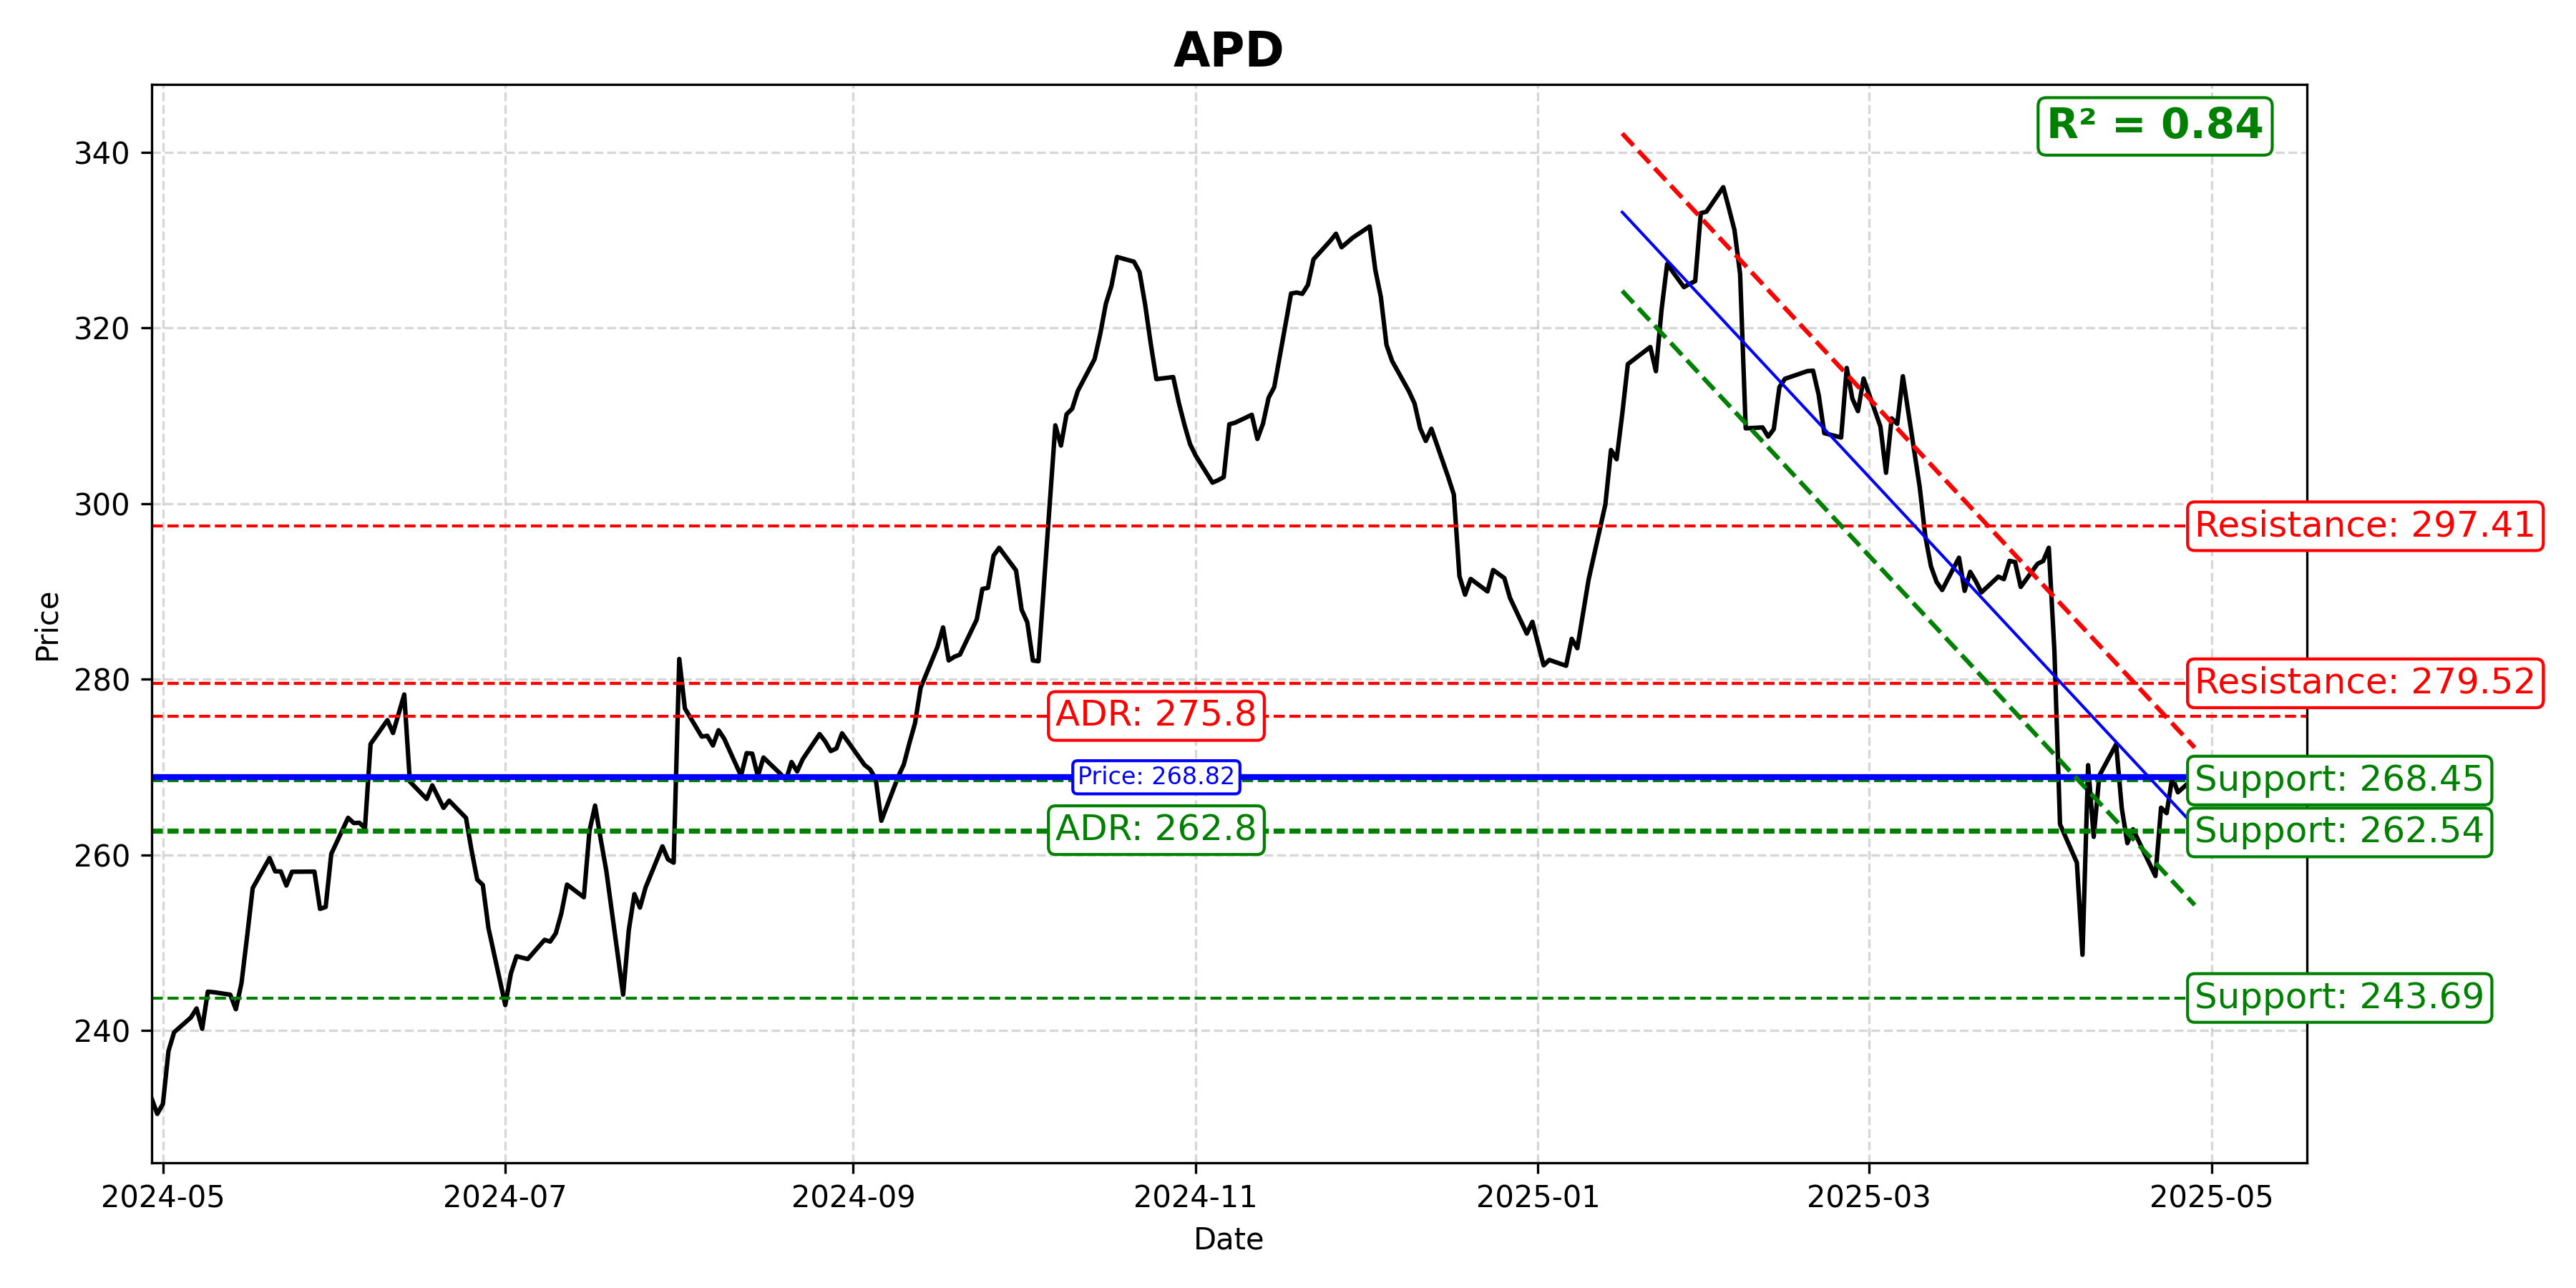 APD
R² = 0.84
340
320
300
280
260
240
Price
Resistance: 297.41
Resistance: 279.52
ADR: 275.8
Price: 268.82
Support: 268.45
ADR: 262.8
Support: 262.54
Support: 243.69
2024-05
2024-07
2024-09
2024-11
2025-01
2025-03
2025-05
Date